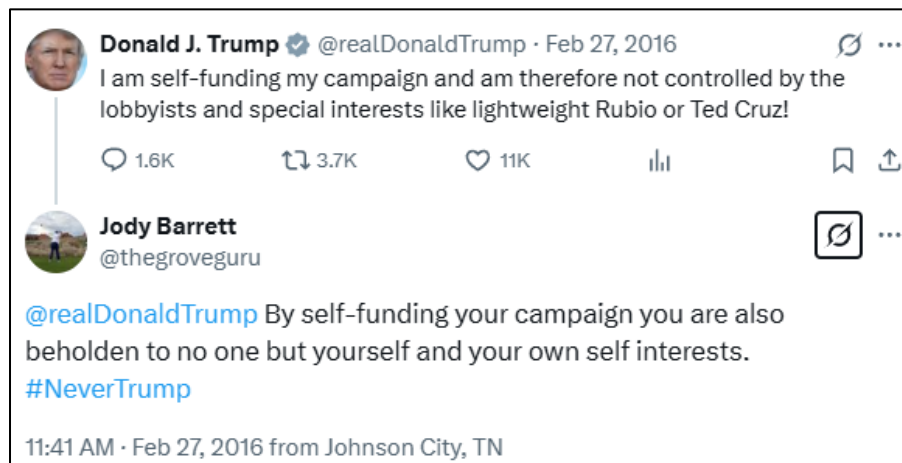 Donald J. Trump @realDonaldTrump · Feb 27, 2016
I am self-funding my campaign and am therefore not controlled by the
lobbyists and special interests like lightweight Rubio or Ted Cruz!
1.6K 3.7K 11K
Jody Barrett
@thegroveguru
@realDonaldTrump By self-funding your campaign you are also
beholden to no one but yourself and your own self interests.
#NeverTrump
11:41 AM · Feb 27, 2016 from Johnson City, TN